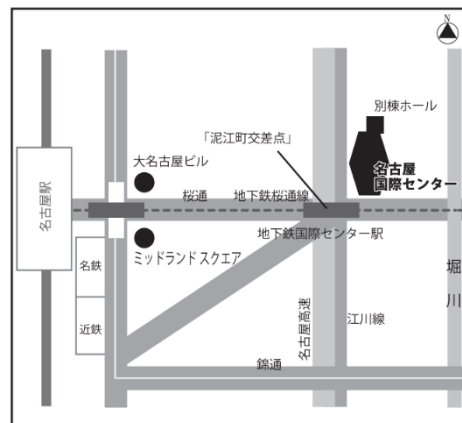 N
別棟ホール
「泥江町交差点」
大名古屋ビル
名古屋
国際センター
桜通
地下鉄桜通線
名古屋駅
地下鉄国際センター駅
ミッドランド スクエア
名鉄
堀川
近鉄
名古屋高速
江川線
錦通